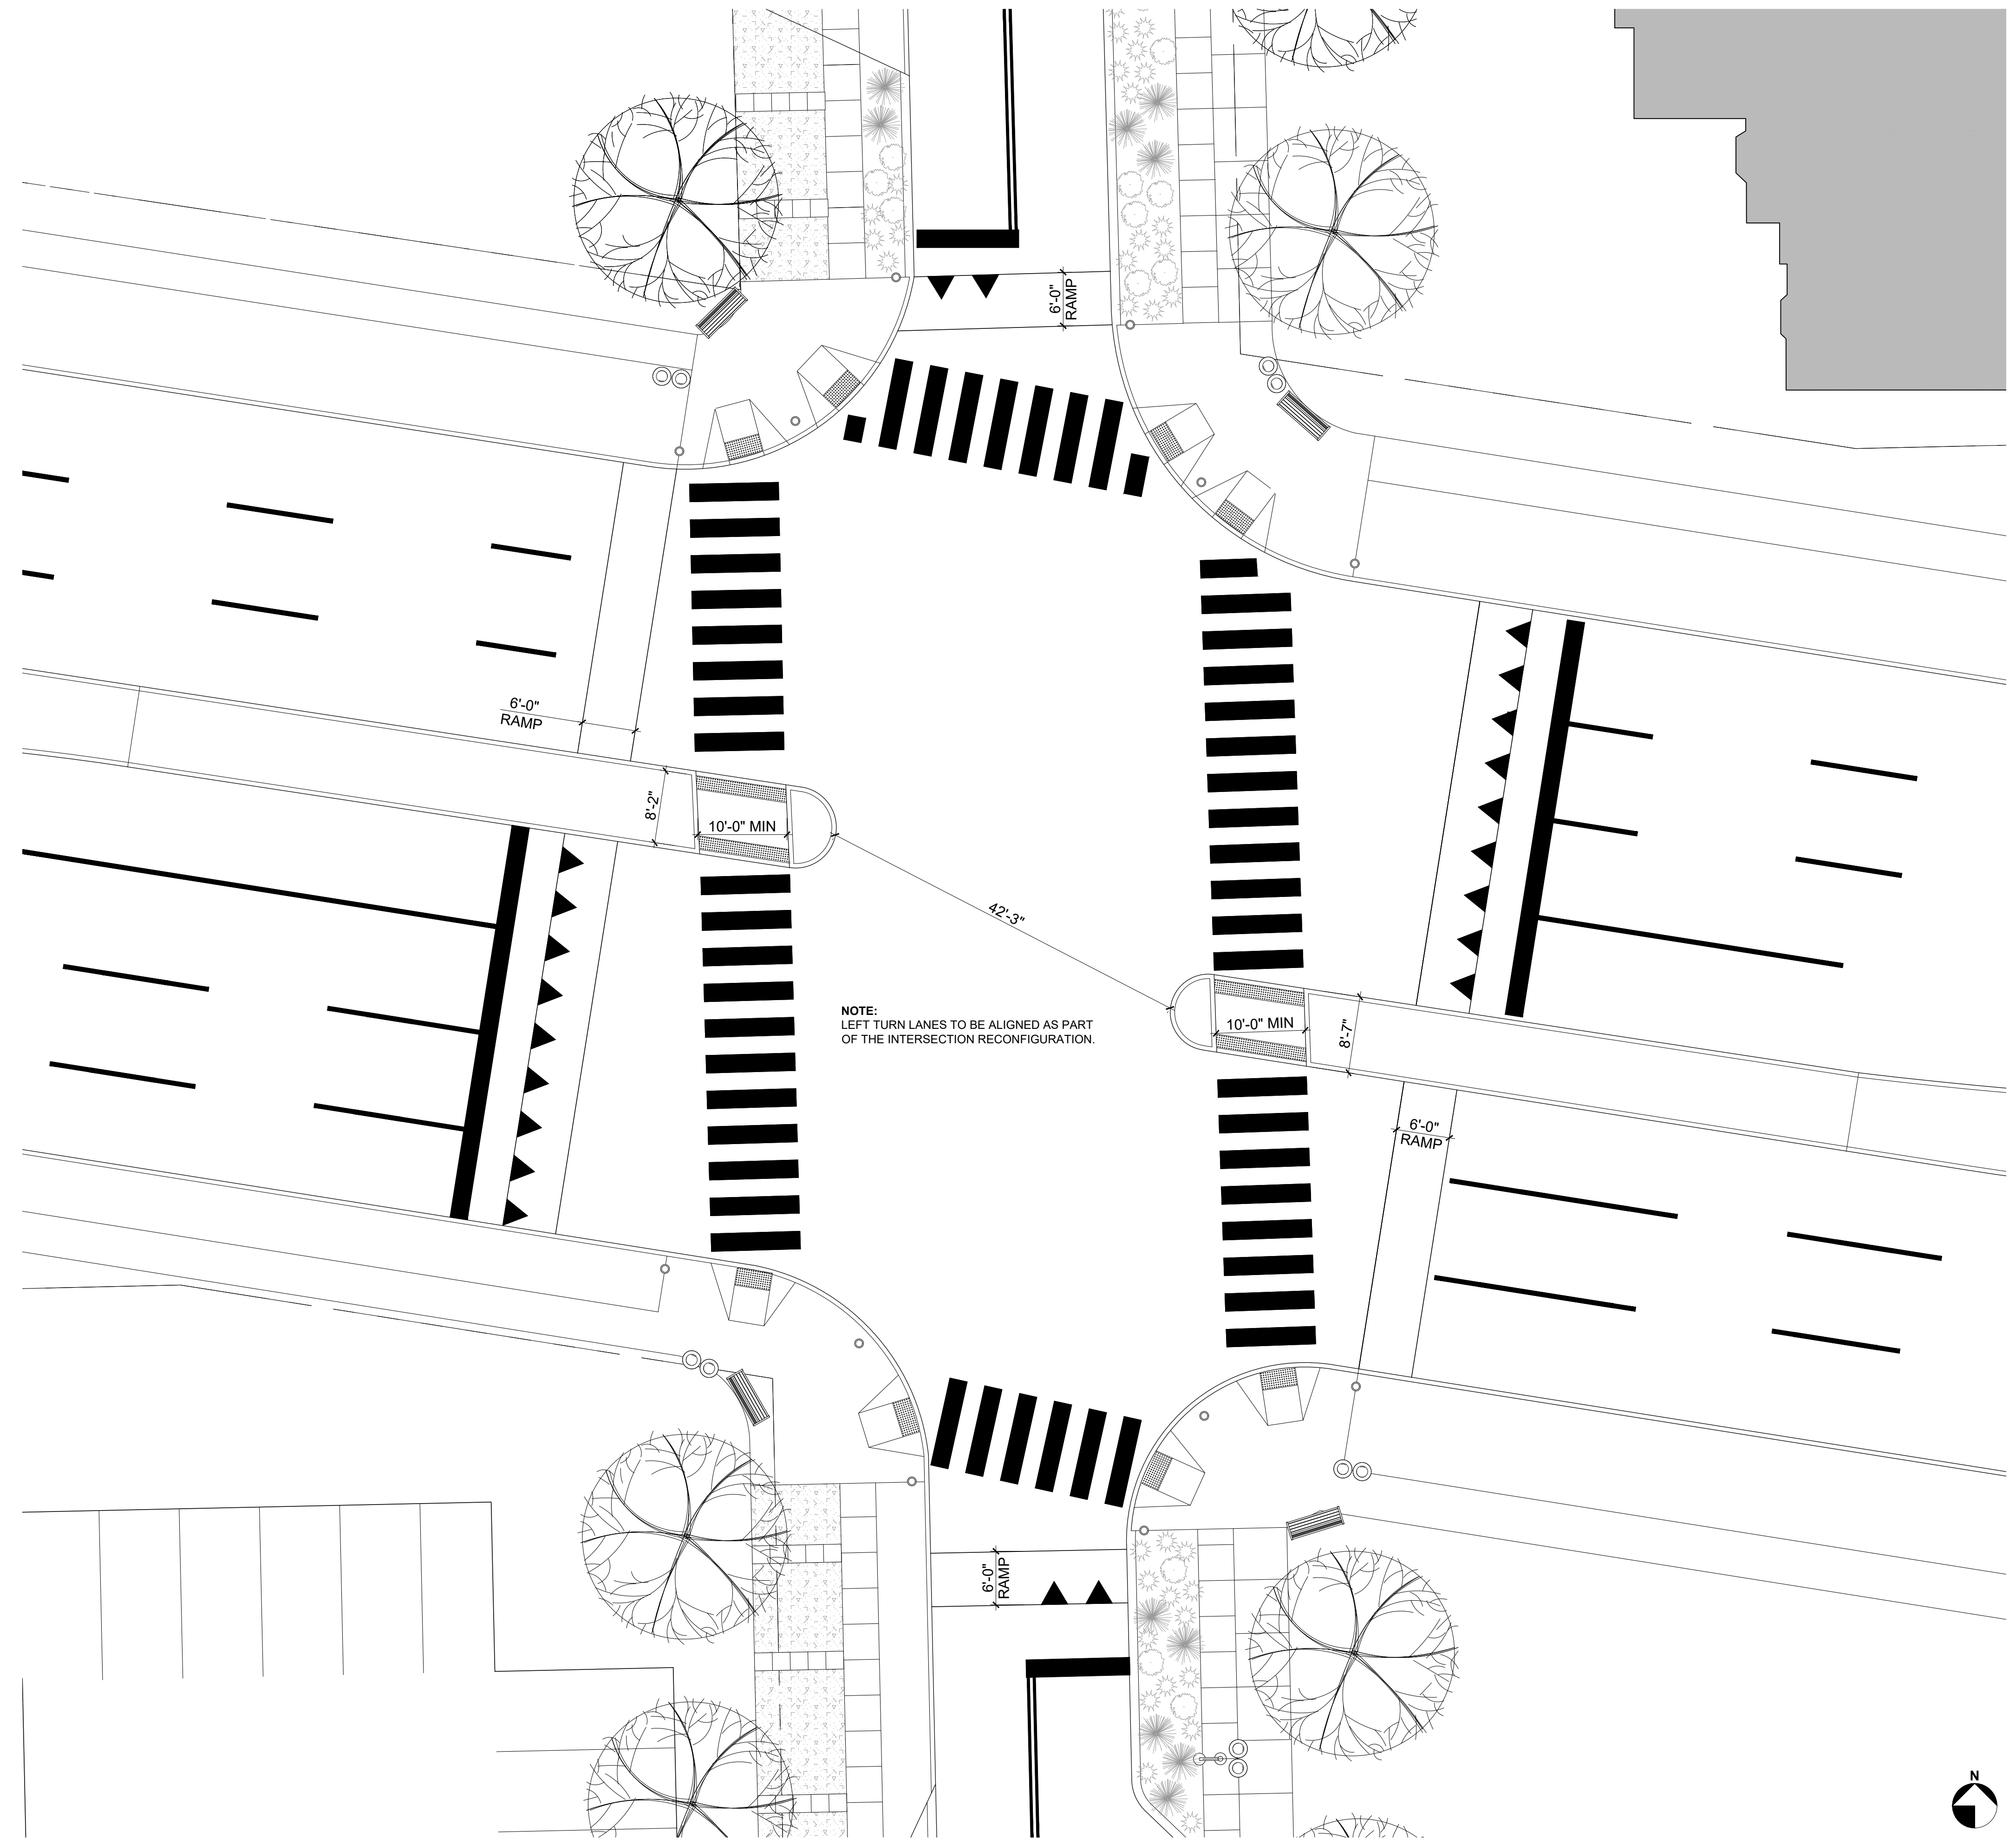 6'-0"
RAMP
6'-0"
RAMP
8'-2"
10'-0" MIN
42'-3"
NOTE:
LEFT TURN LANES TO BE ALIGNED AS PART
OF THE INTERSECTION RECONFIGURATION.
10'-0" MIN
8'-7"
6'-0"
RAMP
6'-0"
RAMP
N